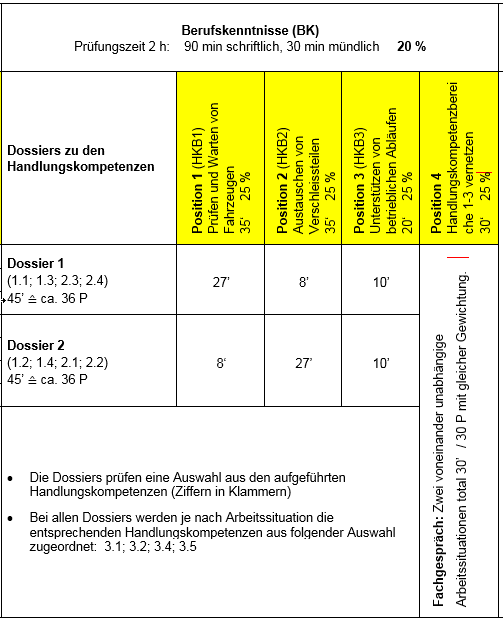 Berufskenntnisse (BK)
Prüfungszeit 2 h: 90 min schriftlich, 30 min mündlich 20 %
Dossiers zu den
Handlungskompetenzen
Position 1 (HKB1)
Prüfen und Warten von
Fahrzeugen
35' 25 %
Position 2 (HKB2)
Austauschen von
Verschleissteilen
35' 25 %
Position 3 (HKB3)
Unterstützen von
betrieblichen Abläufen
20' 25 %
Position 4
Handlungskompetenzberei
che 1-3 vernetzen
30' 25 %
Dossier 1
(1.1; 1.3; 2.3; 2.4)
45' ≙ ca. 36 P
27'
8'
10'
Dossier 2
(1.2; 1.4; 2.1; 2.2)
45' ≙ ca. 36 P
8'
27'
10'
Fachgespräch: Zwei voneinander unabhängige
Arbeitssituationen total 30' / 30 P mit gleicher Gewichtung.
• Die Dossiers prüfen eine Auswahl aus den aufgeführten
Handlungskompetenzen (Ziffern in Klammern)
• Bei allen Dossiers werden je nach Arbeitssituation die
entsprechenden Handlungskompetenzen aus folgender Auswahl
zugeordnet: 3.1; 3.2; 3.4; 3.5